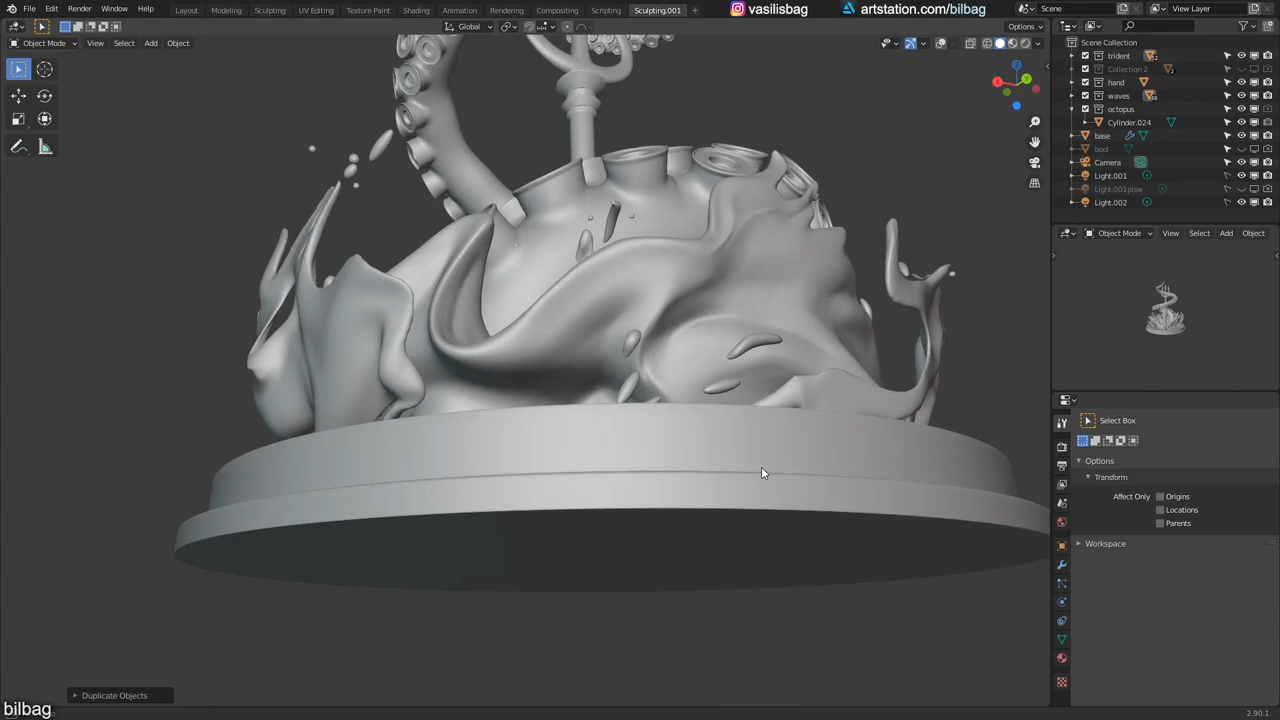 File Edit Render Window Help Layout Modeling Sculpting UV Editing Texture Paint Shading Animation Rendering Compositing Scripting Sculpting.001 vasilisbag artstation.com/bilbag Scene View Layer
Global Options
Object Mode View Select Add Object
Scene Collection
trident
Collection 2
hand
waves
octopus
Cylinder.024
base
bool
Camera
Light.001
Light.001pisw
Light.002
Object Mode View Select Add Object
Select Box
Options
Transform
Affect Only Origins
Locations
Parents
Workspace
Duplicate Objects
bilbag
2.90.1